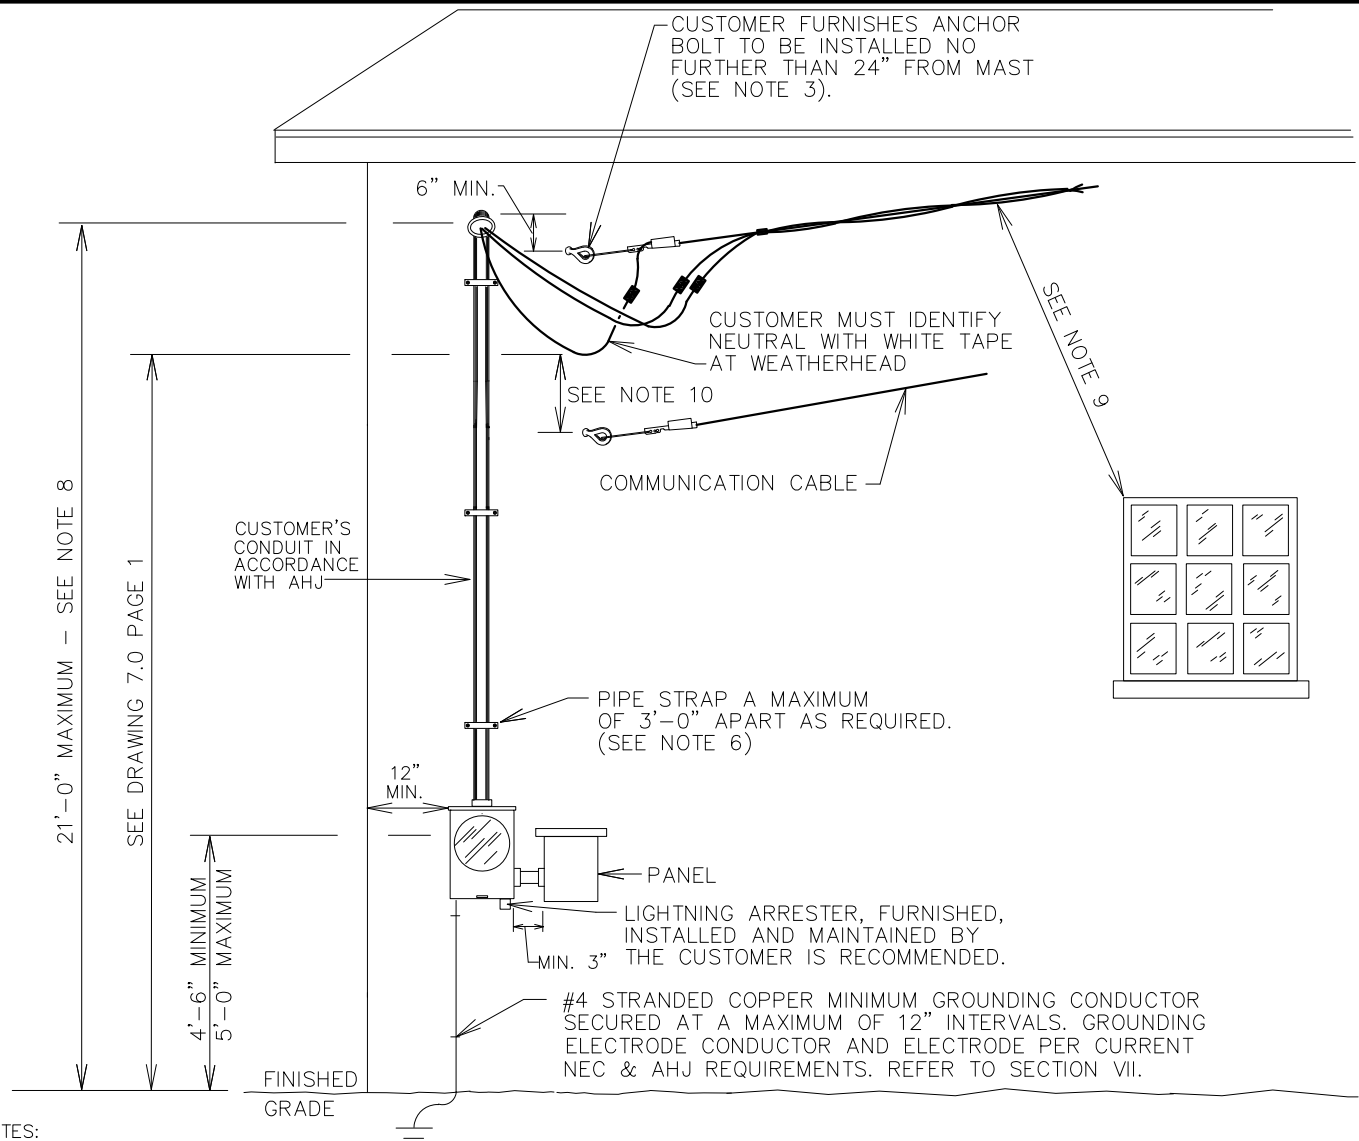 CUSTOMER FURNISHES ANCHOR
BOLT TO BE INSTALLED NO
FURTHER THAN 24" FROM MAST
(SEE NOTE 3).
6" MIN.
SEE NOTE 9
CUSTOMER MUST IDENTIFY
NEUTRAL WITH WHITE TAPE
AT WEATHERHEAD
SEE NOTE 10
COMMUNICATION CABLE
21'-0" MAXIMUM - SEE NOTE 8
SEE DRAWING 7.0 PAGE 1
CUSTOMER'S
CONDUIT IN
ACCORDANCE
WITH AHJ
PIPE STRAP A MAXIMUM
OF 3'-0" APART AS REQUIRED.
(SEE NOTE 6)
12"
MIN.
4'-6" MINIMUM
5'-0" MAXIMUM
PANEL
LIGHTNING ARRESTER, FURNISHED,
INSTALLED AND MAINTAINED BY
THE CUSTOMER IS RECOMMENDED.
MIN. 3"
#4 STRANDED COPPER MINIMUM GROUNDING CONDUCTOR
SECURED AT A MAXIMUM OF 12" INTERVALS. GROUNDING
ELECTRODE CONDUCTOR AND ELECTRODE PER CURRENT
NEC & AHJ REQUIREMENTS. REFER TO SECTION VII.
FINISHED
GRADE
TES: